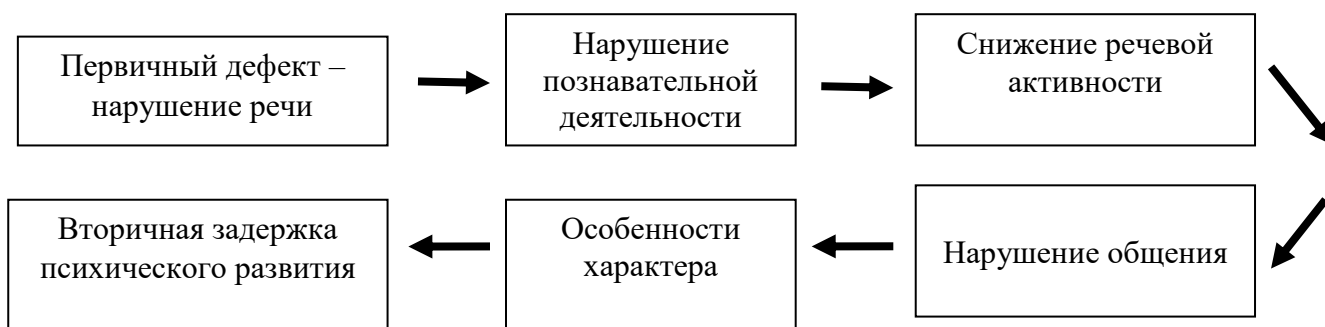 Первичный дефект –
нарушение речи
Нарушение
познавательной
деятельности
Снижение речевой
активности
Нарушение общения
Особенности
характера
Вторичная задержка
психического развития